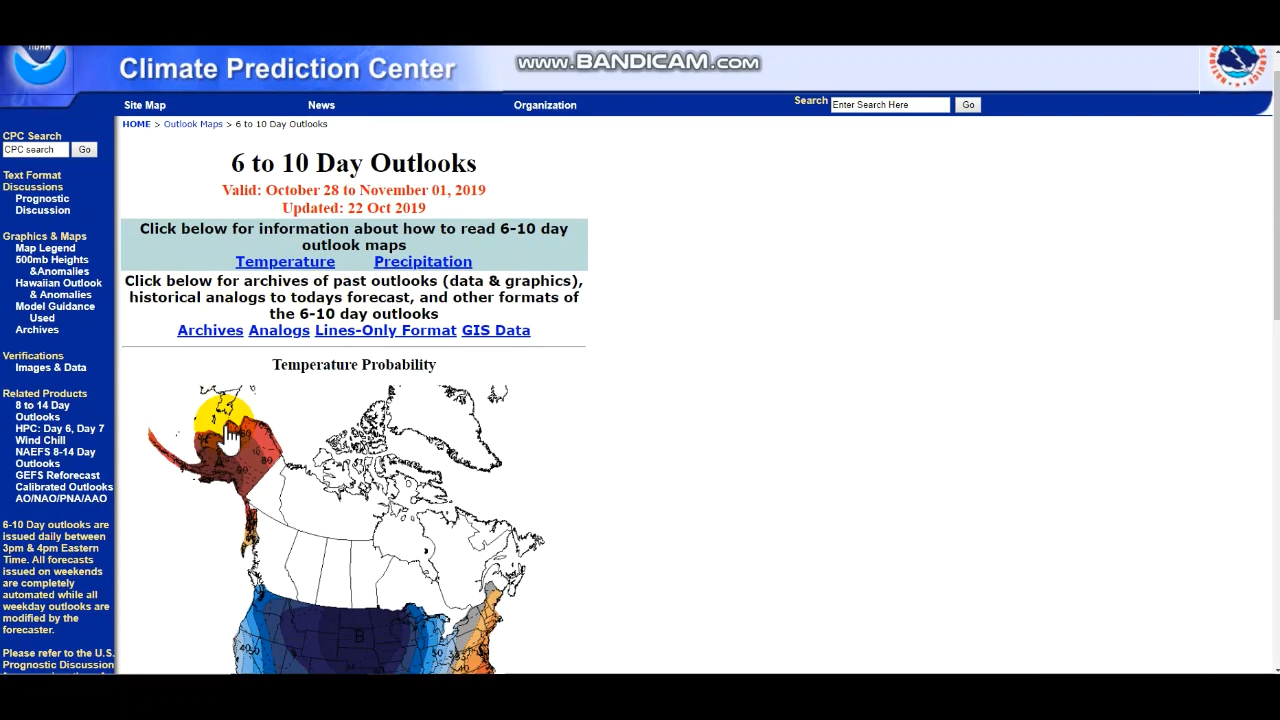 NOAA
Climate Prediction Center
www.BANDICAM.com
Site Map
News
Organization
Search
Enter Search Here
Go
HOME > Outlook Maps > 6 to 10 Day Outlooks
CPC Search
CPC search
Go
Text Format
Discussions
Prognostic
Discussion
Graphics & Maps
Map Legend
500mb Heights
&Anomalies
Hawaiian Outlook
& Anomalies
Model Guidance
Used
Archives
Verifications
Images & Data
Related Products
8 to 14 Day
Outlooks
HPC: Day 6, Day 7
Wind Chill
NAEFS 8-14 Day
Outlooks
GEFS Reforecast
Calibrated Outlooks
AO/NAO/PNA/AAO
6-10 Day outlooks are
issued daily between
3pm & 4pm Eastern
Time. All forecasts
issued on weekends
are completely
automated while all
weekday outlooks are
modified by the
forecaster.
Please refer to the U.S.
Prognostic Discussion
6 to 10 Day Outlooks
Valid: October 28 to November 01, 2019
Updated: 22 Oct 2019
Click below for information about how to read 6-10 day
outlook maps
Temperature Precipitation
Click below for archives of past outlooks (data & graphics),
historical analogs to todays forecast, and other formats of
the 6-10 day outlooks
Archives Analogs Lines-Only Format GIS Data
Temperature Probability
A
80
90
B
40
50
50
33
40